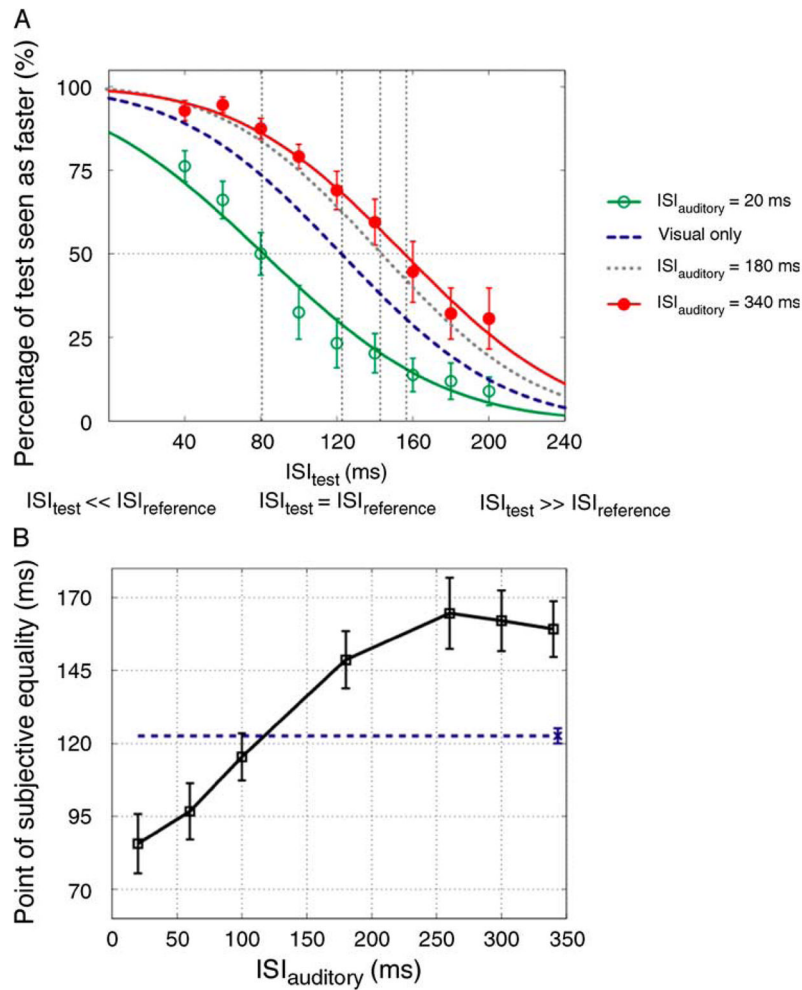 A
Percentage of test seen as faster (%)
100
75
50
25
0
40
80
120
160
200
240
ISItest (ms)
ISIauditory = 20 ms
Visual only
ISIauditory = 180 ms
ISIauditory = 340 ms
ISItest << ISIreference
ISItest = ISIreference
ISItest >> ISIreference
B
Point of subjective equality (ms)
170
145
120
95
70
0
50
100
150
200
250
300
350
ISIauditory (ms)